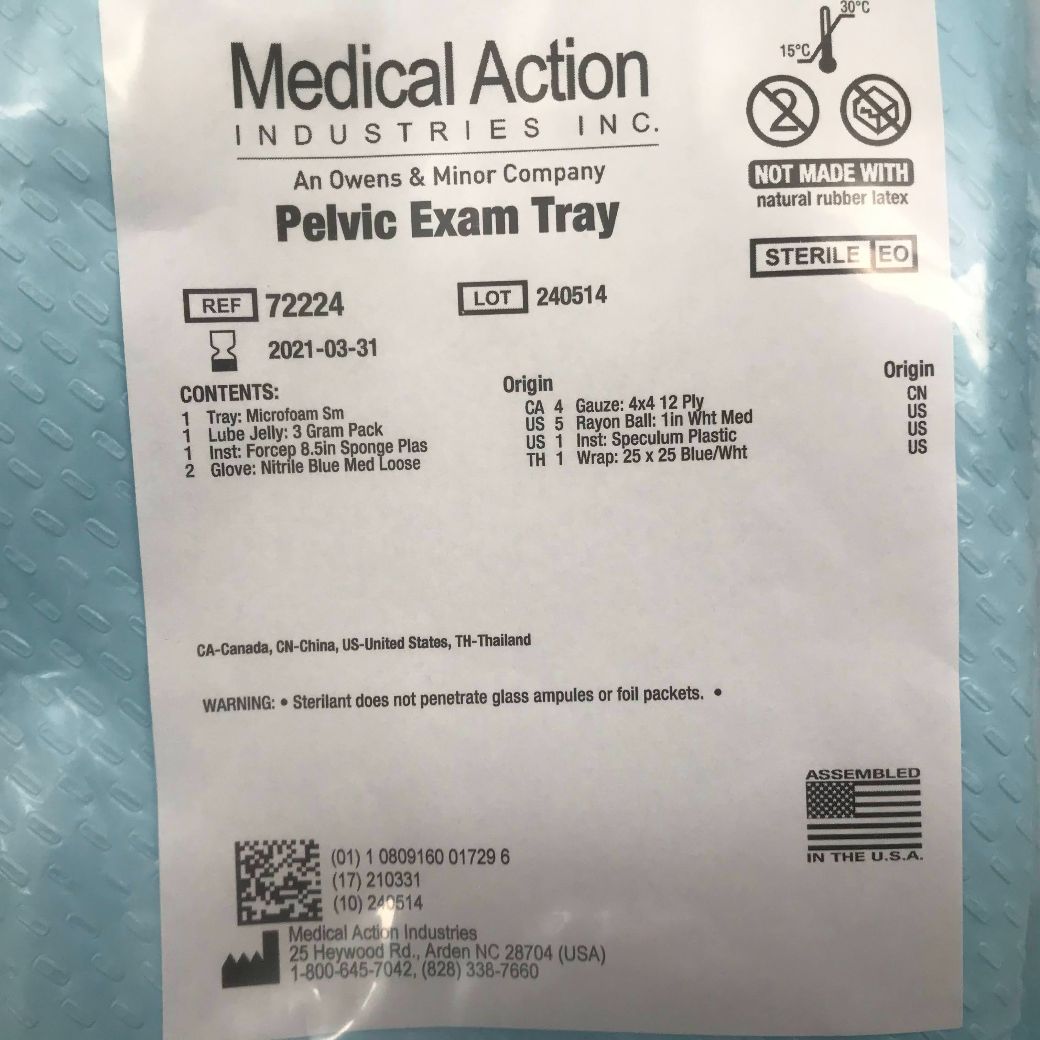 30°C
15°C
Medical Action
INDUSTRIES INC.
An Owens & Minor Company
Pelvic Exam Tray
2
NOT MADE WITH
natural rubber latex
STERILE EO
REF 72224
LOT 240514
2021-03-31
CONTENTS:
Origin
Origin
1 Tray: Microfoam Sm CA
1 Lube Jelly: 3 Gram Pack US
1 Inst: Forcep 8.5in Sponge Plas US
2 Glove: Nitrile Blue Med Loose TH
4 Gauze: 4x4 12 Ply CN
5 Rayon Ball: 1in Wht Med US
1 Inst: Speculum Plastic US
1 Wrap: 25 x 25 Blue/Wht US
CA-Canada, CN-China, US-United States, TH-Thailand
WARNING: • Sterilant does not penetrate glass ampules or foil packets. •
ASSEMBLED
IN THE U.S.A.
(01) 1 0809160 01729 6
(17) 210331
(10) 240514
Medical Action Industries
25 Heywood Rd., Arden NC 28704 (USA)
1-800-645-7042, (828) 338-7660